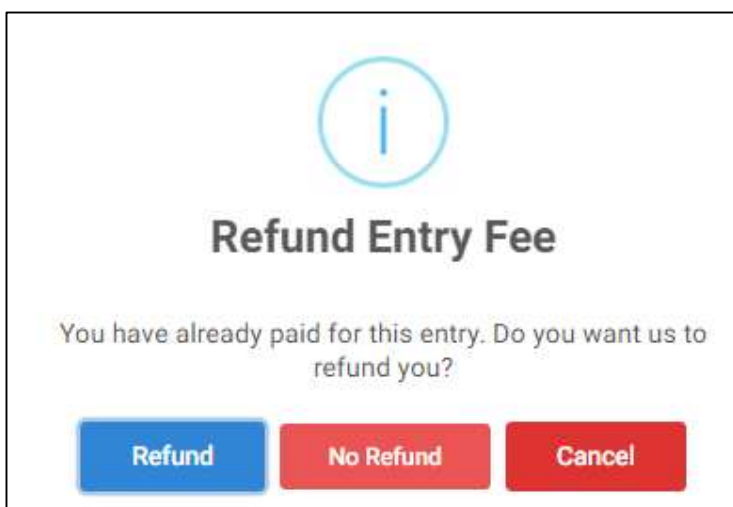 Refund Entry Fee
You have already paid for this entry. Do you want us to
refund you?
Refund No Refund Cancel